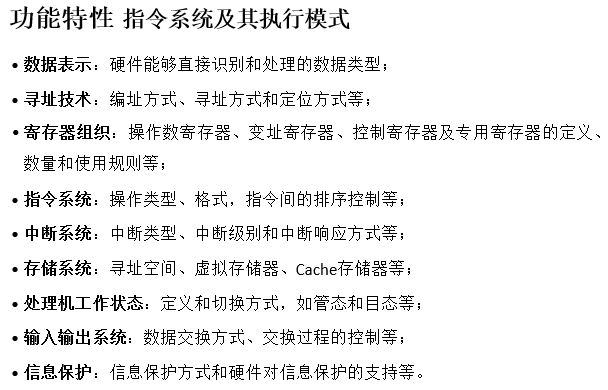 功能特性 指令系统及其执行模式
• 数据表示：硬件能够直接识别和处理的数据类型；
• 寻址技术：编址方式、寻址方式和定位方式等；
• 寄存器组织：操作数寄存器、变址寄存器、控制寄存器及专用寄存器的定义、
数量和使用规则等；
• 指令系统：操作类型、格式，指令间的排序控制等；
• 中断系统：中断类型、中断级别和中断响应方式等；
• 存储系统：寻址空间、虚拟存储器、Cache存储器等；
• 处理机工作状态：定义和切换方式，如管态和目态等；
• 输入输出系统：数据交换方式、交换过程的控制等；
• 信息保护：信息保护方式和硬件对信息保护的支持等。